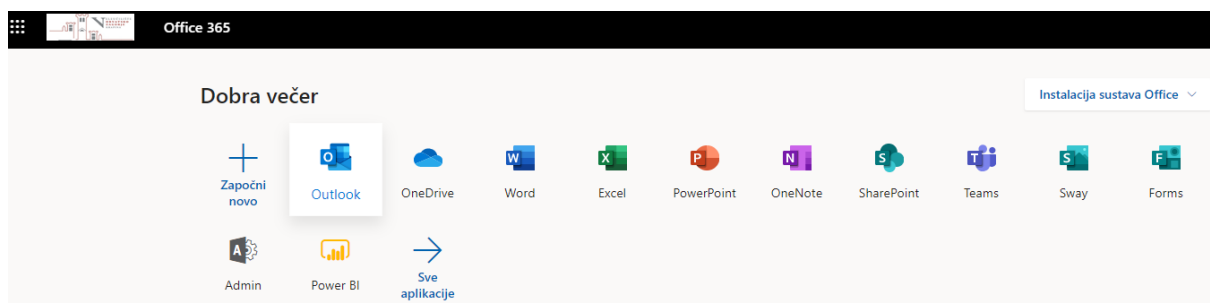 Office 365
Dobra večer
Instalacija sustava Office
Započni
novo
Outlook
OneDrive
Word
Excel
PowerPoint
OneNote
SharePoint
Teams
Sway
Forms
Admin
Power BI
Sve
aplikacije